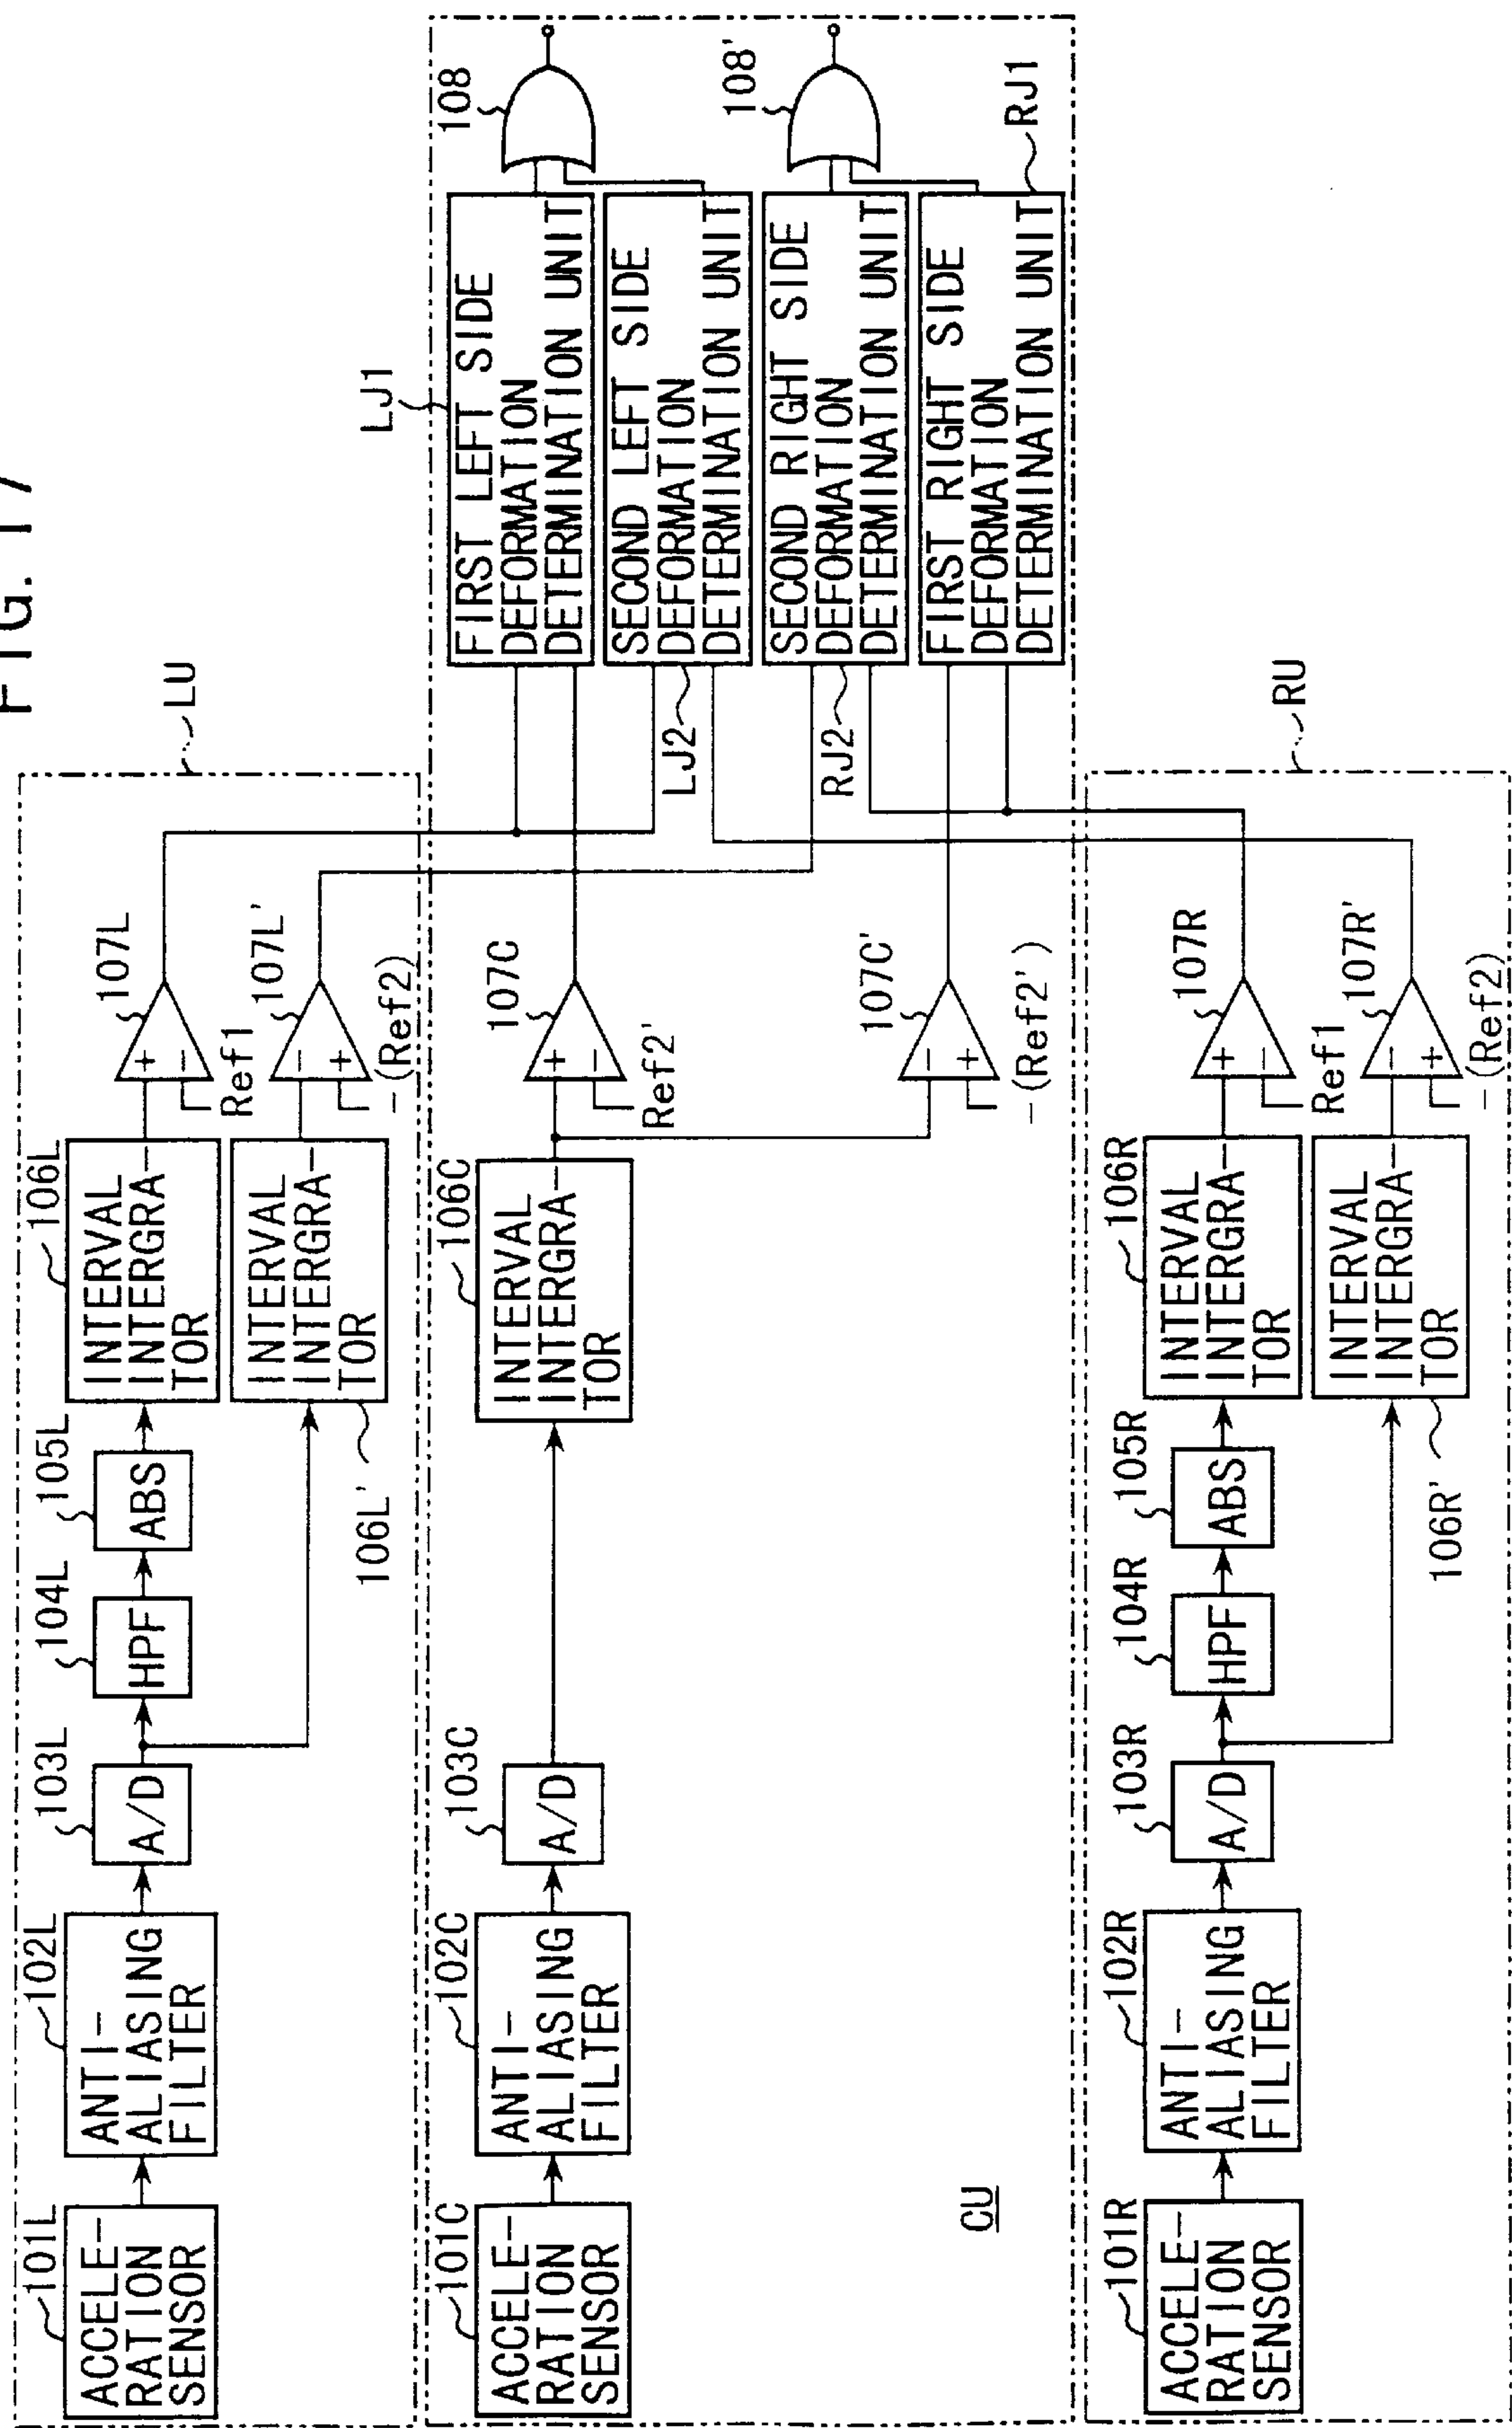 FIG. 17
LU
101L
ACCELE-
RATION
SENSOR
102L
ANTI-
ALIASING
FILTER
103L
A/D
104L
HPF
105L
ABS
106L
INTERVAL
INTERGRA-
TOR
107L
+
-
Ref1
106L'
INTERVAL
INTERGRA-
TOR
107L'
-
+
-(Ref2)
CU
101C
ACCELE-
RATION
SENSOR
102C
ANTI-
ALIASING
FILTER
103C
A/D
106C
INTERVAL
INTERGRA-
TOR
107C
+
-
Ref2'
107C'
-
+
-(Ref2')
LJ1
FIRST LEFT SIDE
DEFORMATION
DETERMINATION UNIT
LJ2
SECOND LEFT SIDE
DEFORMATION
DETERMINATION UNIT
RJ2
SECOND RIGHT SIDE
DEFORMATION
DETERMINATION UNIT
RJ1
FIRST RIGHT SIDE
DEFORMATION
DETERMINATION UNIT
108
108'
RU
101R
ACCELE-
RATION
SENSOR
102R
ANTI-
ALIASING
FILTER
103R
A/D
104R
HPF
105R
ABS
106R
INTERVAL
INTERGRA-
TOR
107R
+
-
Ref1
106R'
INTERVAL
INTERGRA-
TOR
107R'
-
+
-(Ref2)